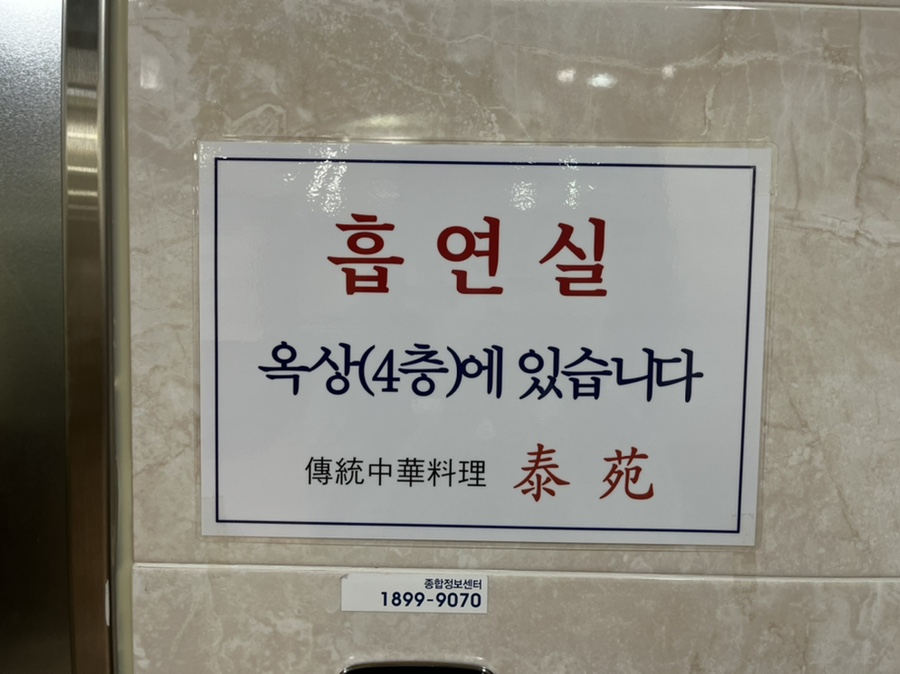 흡연실
옥상(4층)에 있습니다
傳統中華料理 泰苑
종합정보센터
1899-9070